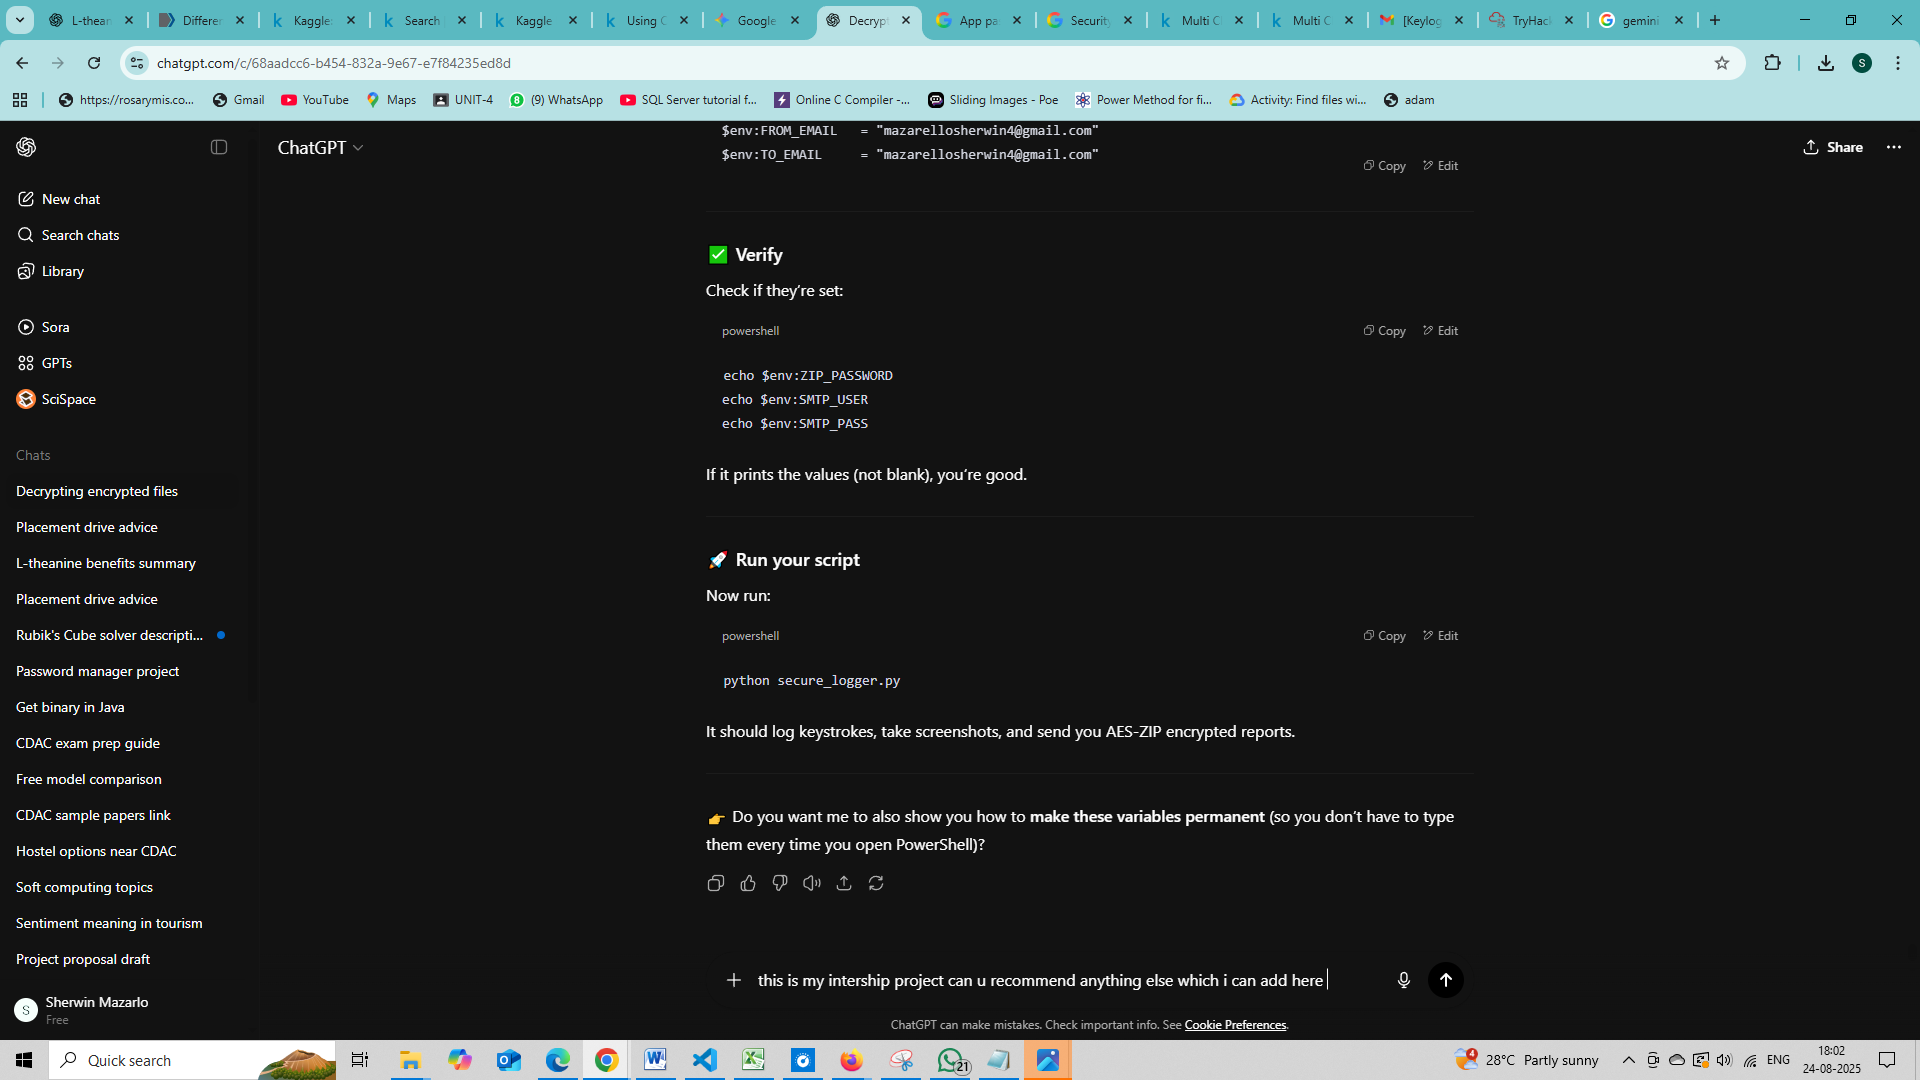 L-thean
Differen
Kaggle:
Search
Kaggle
Using C
Google
Decrypt
App pa
Security
Multi C
Multi C
[Keylog
TryHac
gemini
chatgpt.com/c/68aadcc6-b454-832a-9e67-e7f84235ed8d
S
https://rosarymis.co...
Gmail
YouTube
Maps
UNIT-4
(9) WhatsApp
SQL Server tutorial f...
Online C Compiler -...
Sliding Images - Poe
Power Method for fi...
Activity: Find files wi...
adam
ChatGPT
Share
New chat
Search chats
Library
Sora
GPTs
SciSpace
Chats
Decrypting encrypted files
Placement drive advice
L-theanine benefits summary
Placement drive advice
Rubik's Cube solver descripti...
Password manager project
Get binary in Java
CDAC exam prep guide
Free model comparison
CDAC sample papers link
Hostel options near CDAC
Soft computing topics
Sentiment meaning in tourism
Project proposal draft
S
Sherwin Mazarlo
Free
$env:FROM_EMAIL   = "mazarellosherwin4@gmail.com"
$env:TO_EMAIL     = "mazarellosherwin4@gmail.com"
Copy Edit
✅ Verify
Check if they're set:
powershell
Copy Edit
echo $env:ZIP_PASSWORD
echo $env:SMTP_USER
echo $env:SMTP_PASS
If it prints the values (not blank), you're good.
🚀 Run your script
Now run:
powershell
Copy Edit
python secure_logger.py
It should log keystrokes, take screenshots, and send you AES-ZIP encrypted reports.
👉 Do you want me to also show you how to make these variables permanent (so you don't have to type
them every time you open PowerShell)?
this is my intership project can u recommend anything else which i can add here
ChatGPT can make mistakes. Check important info. See Cookie Preferences.
Quick search
21
4
28°C Partly sunny
ENG
18:02
24-08-2025